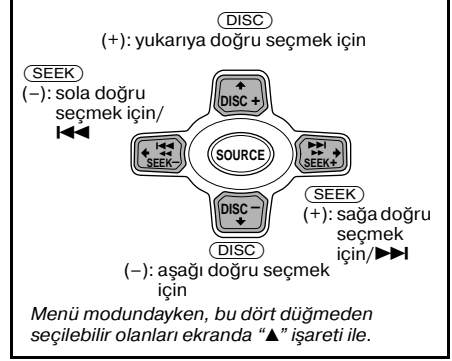 DISC
(+): yukarıya doğru seçmek için
SEEK
(–): sola doğru
seçmek için/
⏮
DISC +
SEEK–
SOURCE
SEEK+
DISC –
SEEK
(+): sağa doğru
seçmek
için/⏭
DISC
(–): aşağı doğru seçmek
için
Menü modundayken, bu dört düğmeden
seçilebilir olanları ekranda “▲” işareti ile.